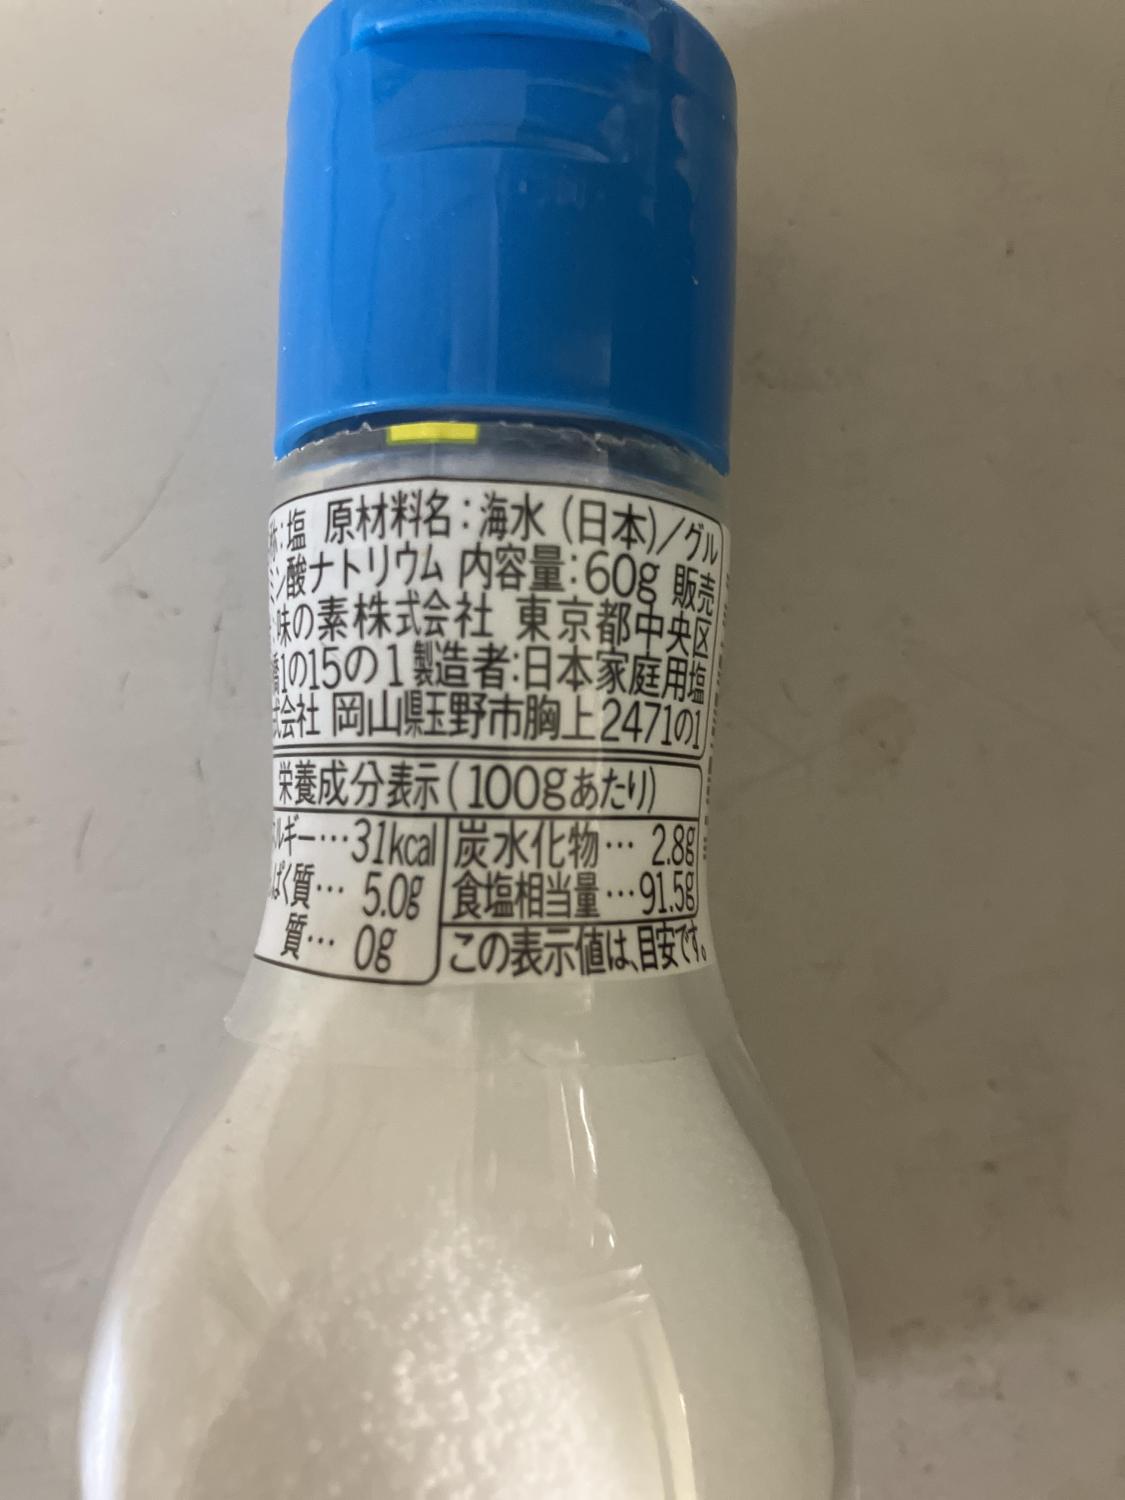 称:塩 原材料名:海水(日本)/グル
ミン酸ナトリウム 内容量:60g 販売
:味の素株式会社 東京都中央区
橋1の15の1 製造者:日本家庭用塩
式会社 岡山県玉野市胸上2471の1
栄養成分表示(100gあたり)
ネルギー…31kcal
ぱく質… 5.0g
質… 0g
炭水化物… 2.8g
食塩相当量…91.5g
この表示値は、目安です。